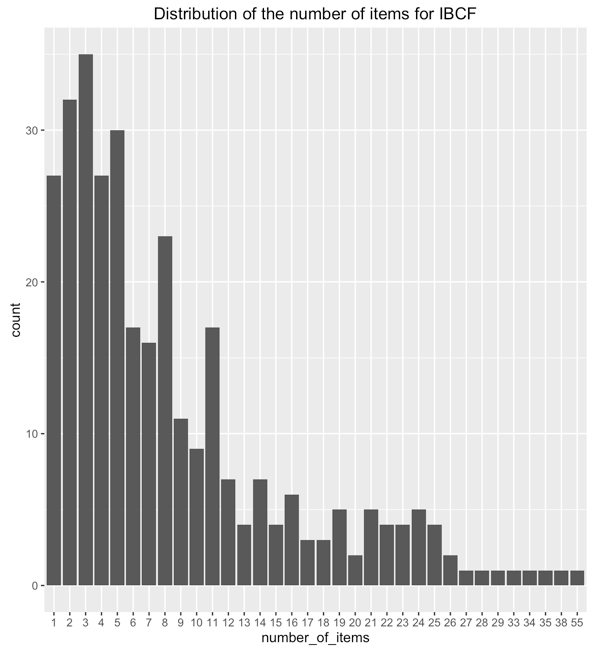 Distribution of the number of items for IBCF
30
20
10
0
count
1 2 3 4 5 6 7 8 9 10 11 12 13 14 15 16 17 18 19 20 21 22 23 24 25 26 27 28 29 33 34 35 38 55
number_of_items